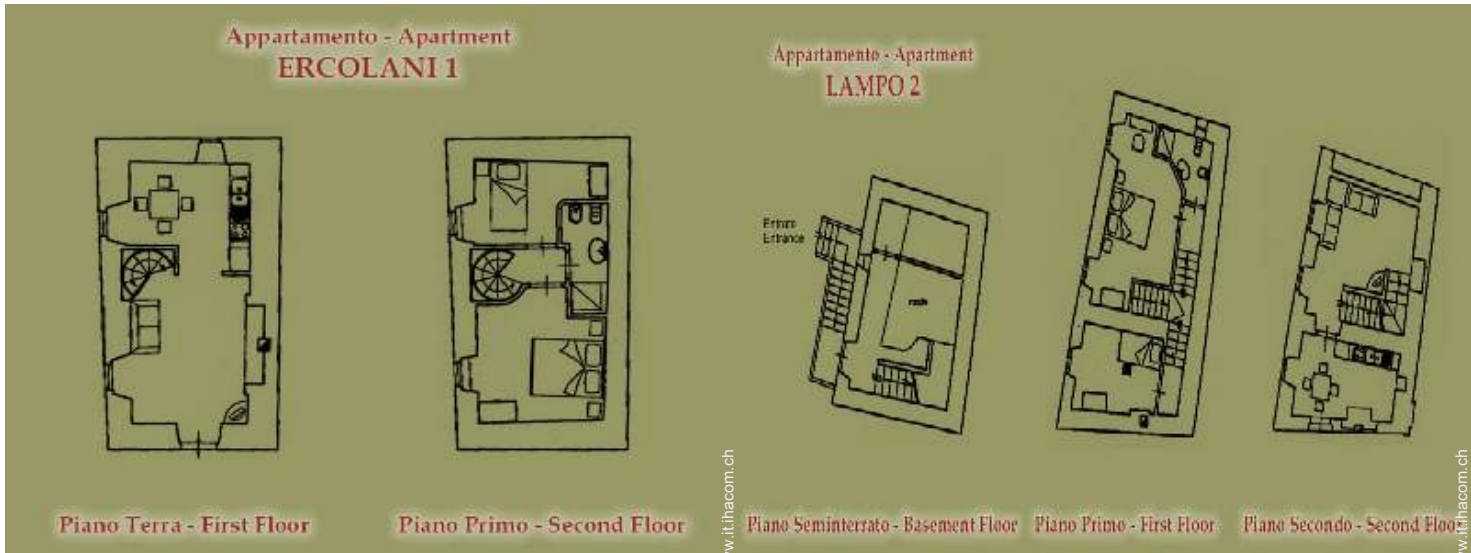 Appartamento - Apartment
ERCOLANI 1
Piano Terra - First Floor
Piano Primo - Second Floor
Appartamento - Apartment
LAMPO 2
Entrance
Piano Seminterrato - Basement Floor
Piano Primo - First Floor
Piano Secondo - Second Floor
w.it.ihacom.ch
w.it.ihacom.ch